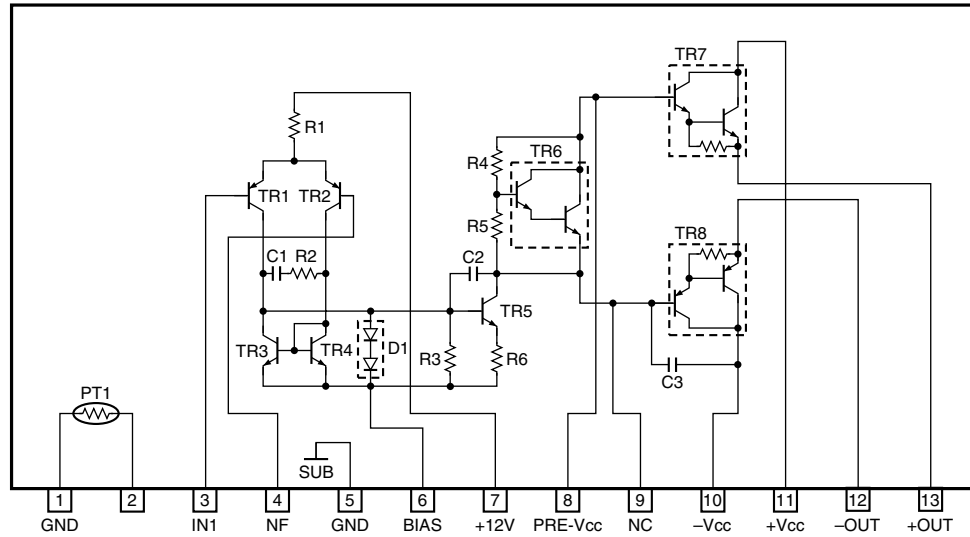 TR7
R1
R4
TR6
TR1
TR2
R5
TR8
C1
R2
C2
TR5
TR3
TR4
D1
R3
R6
C3
PT1
SUB
1 2 3 4 5 6 7 8 9 10 11 12 13
GND IN1 NF GND BIAS +12V PRE-Vcc NC –Vcc +Vcc –OUT +OUT